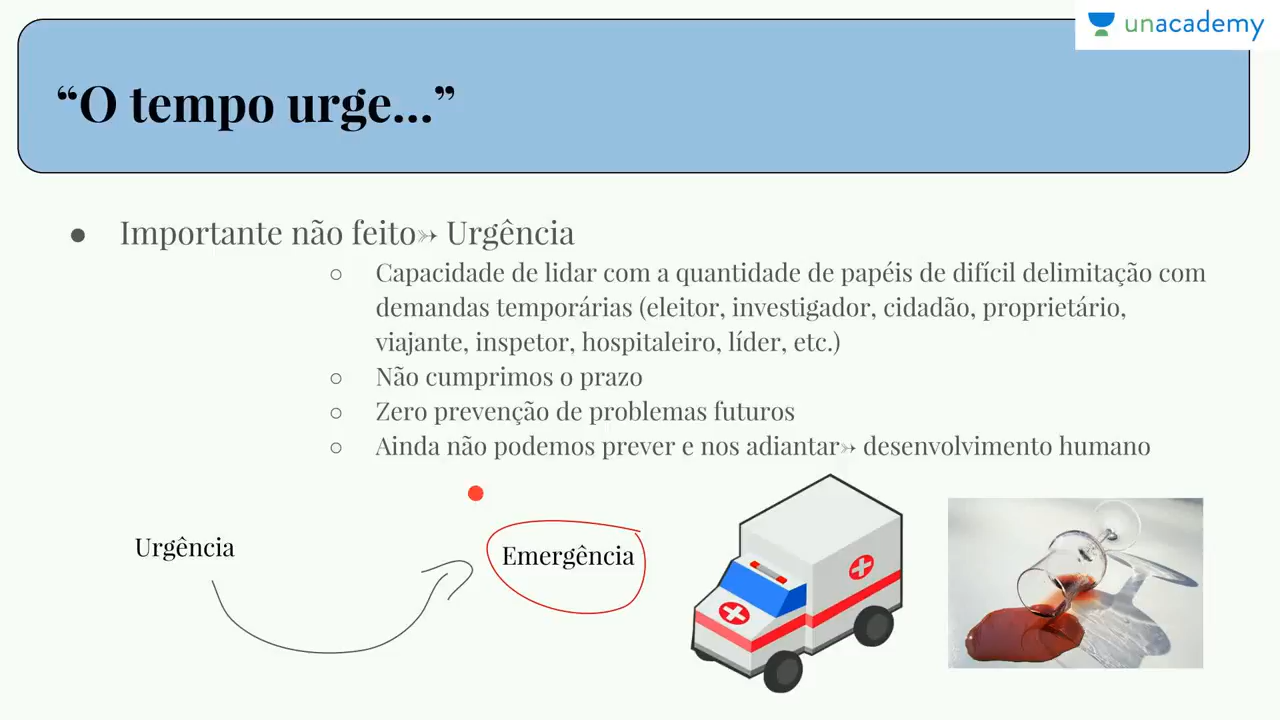 unacademy
“O tempo urge...”
● Importante não feito➳ Urgência
○ Capacidade de lidar com a quantidade de papéis de difícil delimitação com
demandas temporárias (eleitor, investigador, cidadão, proprietário,
viajante, inspetor, hospitaleiro, líder, etc.)
○ Não cumprimos o prazo
○ Zero prevenção de problemas futuros
○ Ainda não podemos prever e nos adiantar➳ desenvolvimento humano
Urgência
Emergência